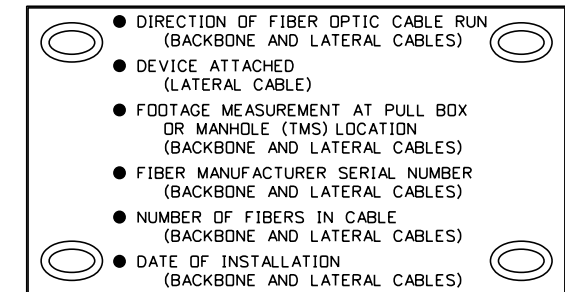 ● DIRECTION OF FIBER OPTIC CABLE RUN
(BACKBONE AND LATERAL CABLES)
● DEVICE ATTACHED
(LATERAL CABLE)
● FOOTAGE MEASUREMENT AT PULL BOX
OR MANHOLE (TMS) LOCATION
(BACKBONE AND LATERAL CABLES)
● FIBER MANUFACTURER SERIAL NUMBER
(BACKBONE AND LATERAL CABLES)
● NUMBER OF FIBERS IN CABLE
(BACKBONE AND LATERAL CABLES)
● DATE OF INSTALLATION
(BACKBONE AND LATERAL CABLES)